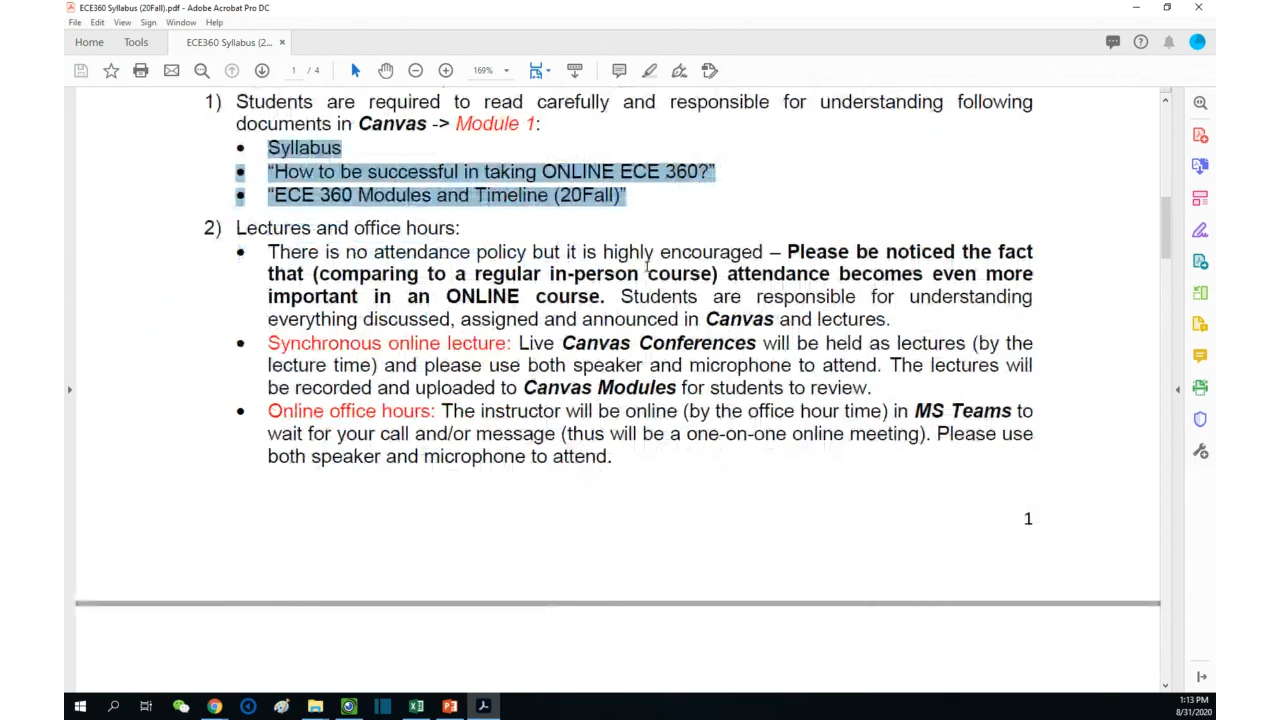 ECE360 Syllabus (20Fall).pdf - Adobe Acrobat Pro DC
File Edit View Sign Window Help
Home Tools ECE360 Syllabus (2... ×
1 / 4 169%
1) Students are required to read carefully and responsible for understanding following
documents in Canvas -> Module 1:
• Syllabus
• “How to be successful in taking ONLINE ECE 360?”
• “ECE 360 Modules and Timeline (20Fall)”
2) Lectures and office hours:
• There is no attendance policy but it is highly encouraged – Please be noticed the fact
that (comparing to a regular in-person course) attendance becomes even more
important in an ONLINE course. Students are responsible for understanding
everything discussed, assigned and announced in Canvas and lectures.
• Synchronous online lecture: Live Canvas Conferences will be held as lectures (by the
lecture time) and please use both speaker and microphone to attend. The lectures will
be recorded and uploaded to Canvas Modules for students to review.
• Online office hours: The instructor will be online (by the office hour time) in MS Teams to
wait for your call and/or message (thus will be a one-on-one online meeting). Please use
both speaker and microphone to attend.
1
1:13 PM
8/31/2020